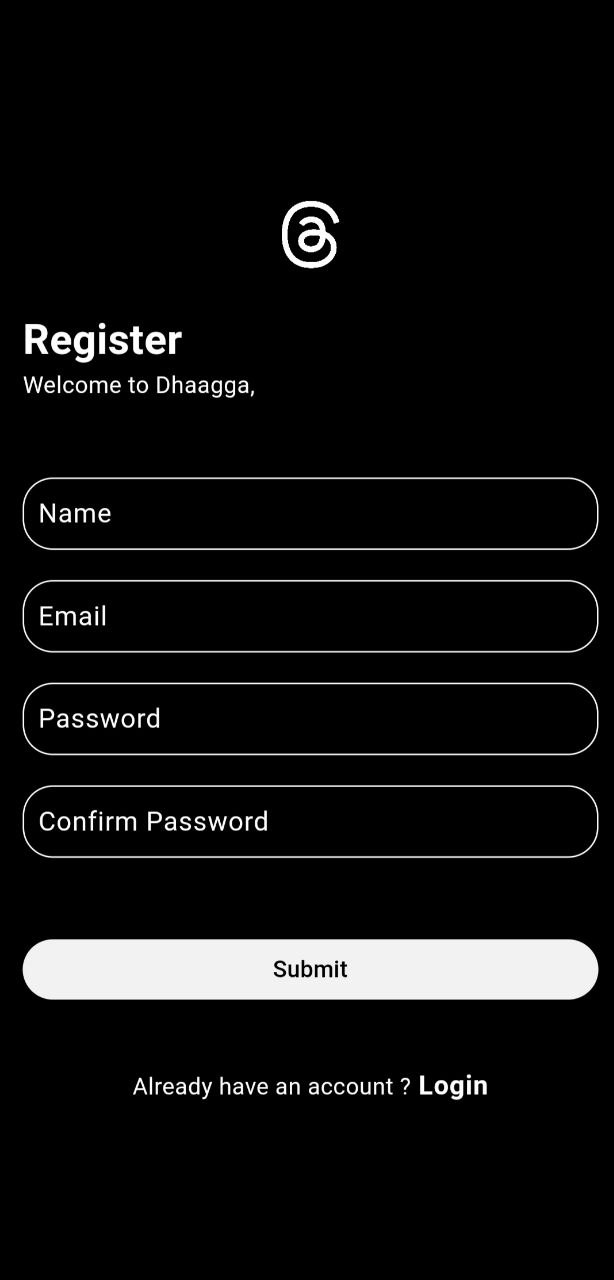 Register
Welcome to Dhaagga,
Name
Email
Password
Confirm Password
Submit
Already have an account ? Login